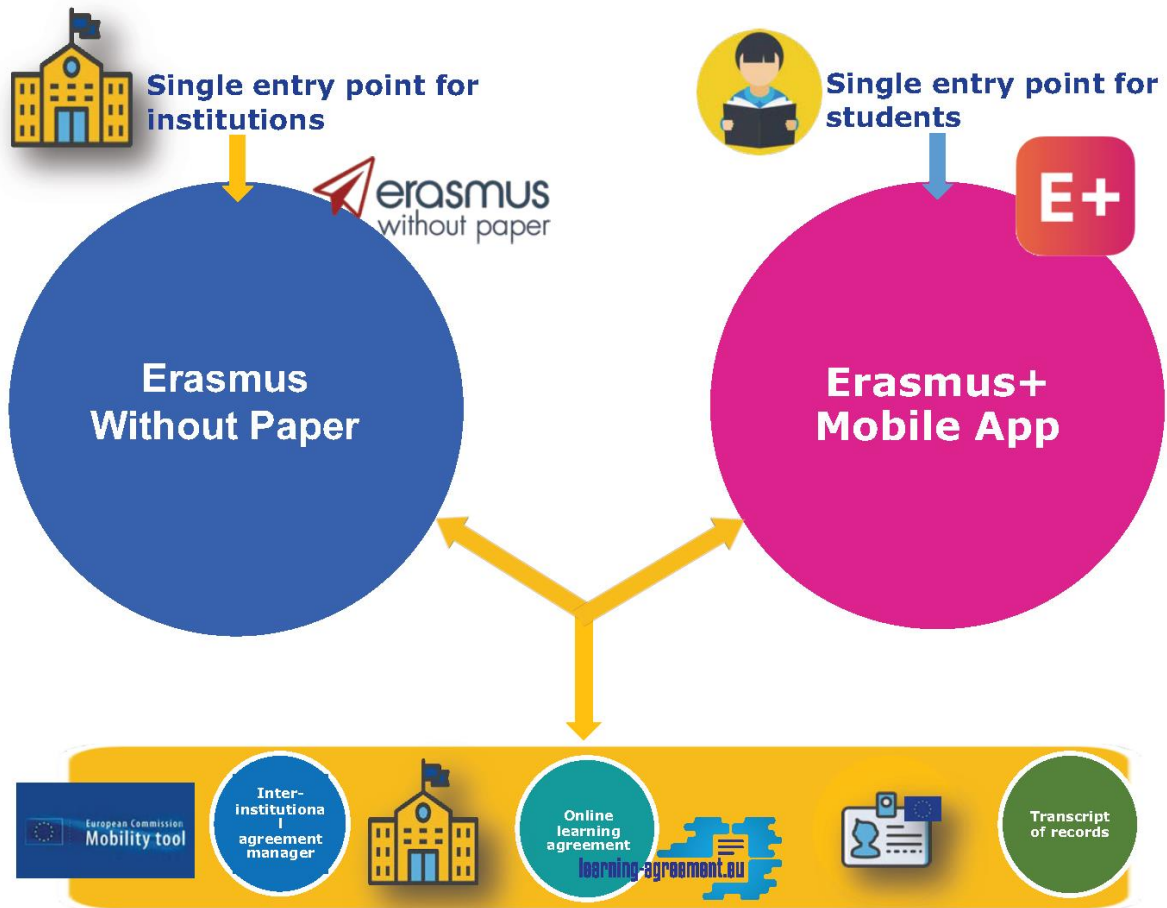 Single entry point for
institutions
Single entry point for
students
erasmus
without paper
E+
Erasmus
Without Paper
Erasmus+
Mobile App
European Commission
Mobility tool
Inter-
institutiona
l
agreement
manager
Online
learning
agreement
learning-agreement.eu
Transcript
of records